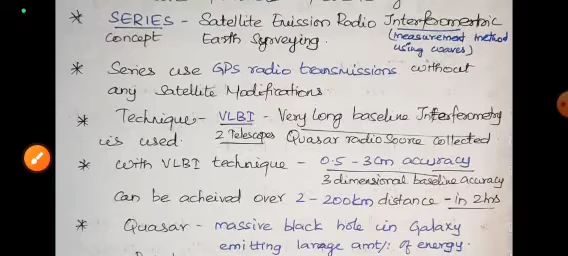 * SERIES - Satellite Emission Radio Interferometric
concept Earth Syrveying. (measurement method
using waves)
* Series use GPS radio transmissions without
any Satellite Modifications.
* Technique - VLBI - Very Long baseline Interferometry
is used. 2 Telescopes Quasar radio Source collected.
* with VLBI technique - 0.5 - 3cm accuracy
3 dimensional baseline accuracy
can be acheived over 2 - 200km distance - in 2hrs
* Quasar - massive black hole in Galaxy
emitting larage amt/: of energy.